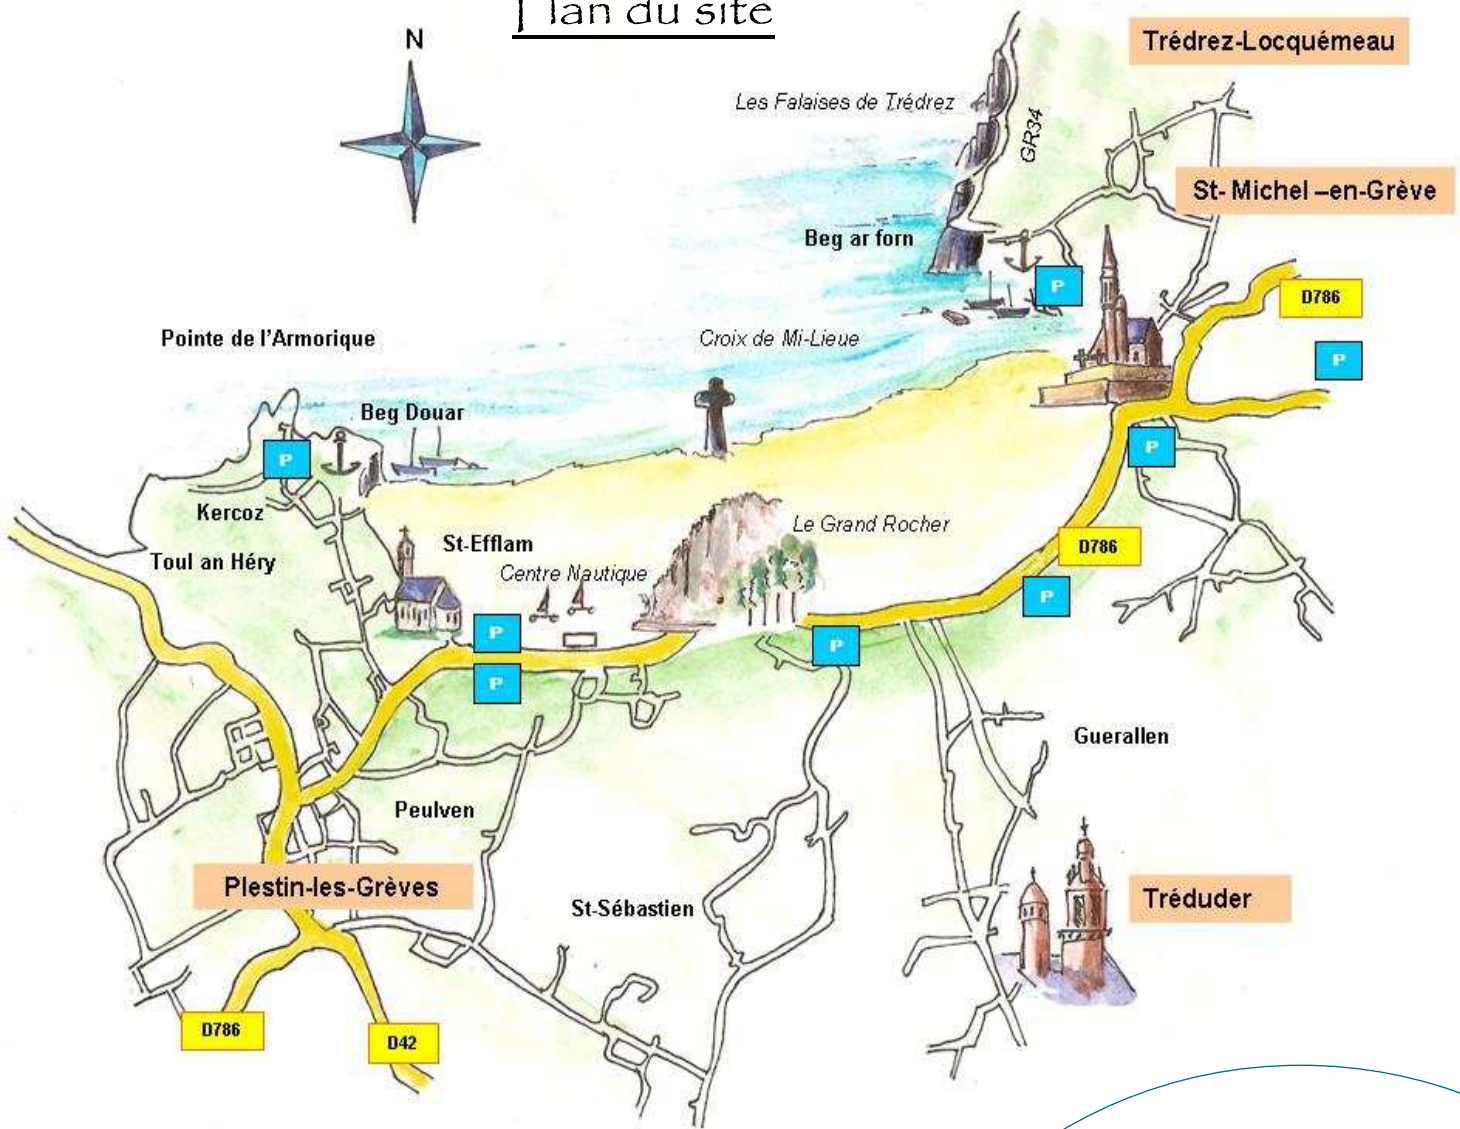 Plan du site
N
Trédrez-Locquémeau
Les Falaises de Trédrez
GR34
St- Michel –en-Grève
Beg ar forn
P
D786
Pointe de l'Armorique
Croix de Mi-Lieue
P
Beg Douar
P
P
Kercoz
Le Grand Rocher
St-Efflam
D786
Toul an Héry
Centre Nautique
P
P
P
P
Guerallen
Peulven
Plestin-les-Grèves
Tréduder
St-Sébastien
D786
D42